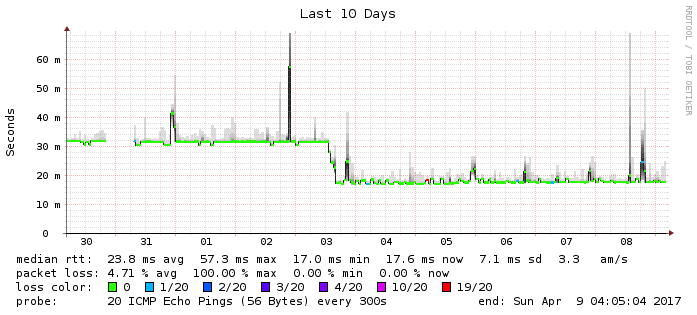 Last 10 Days
RRDTOOL / TOBI OETIKER
Seconds
60 m
50 m
40 m
30 m
20 m
10 m
0
30 31 01 02 03 04 05 06 07 08
median rtt: 23.8 ms avg 57.3 ms max 17.0 ms min 17.6 ms now 7.1 ms sd 3.3 am/s
packet loss: 4.71 % avg 100.00 % max 0.00 % min 0.00 % now
loss color: 0 1/20 2/20 3/20 4/20 10/20 19/20
probe: 20 ICMP Echo Pings (56 Bytes) every 300s end: Sun Apr 9 04:05:04 2017